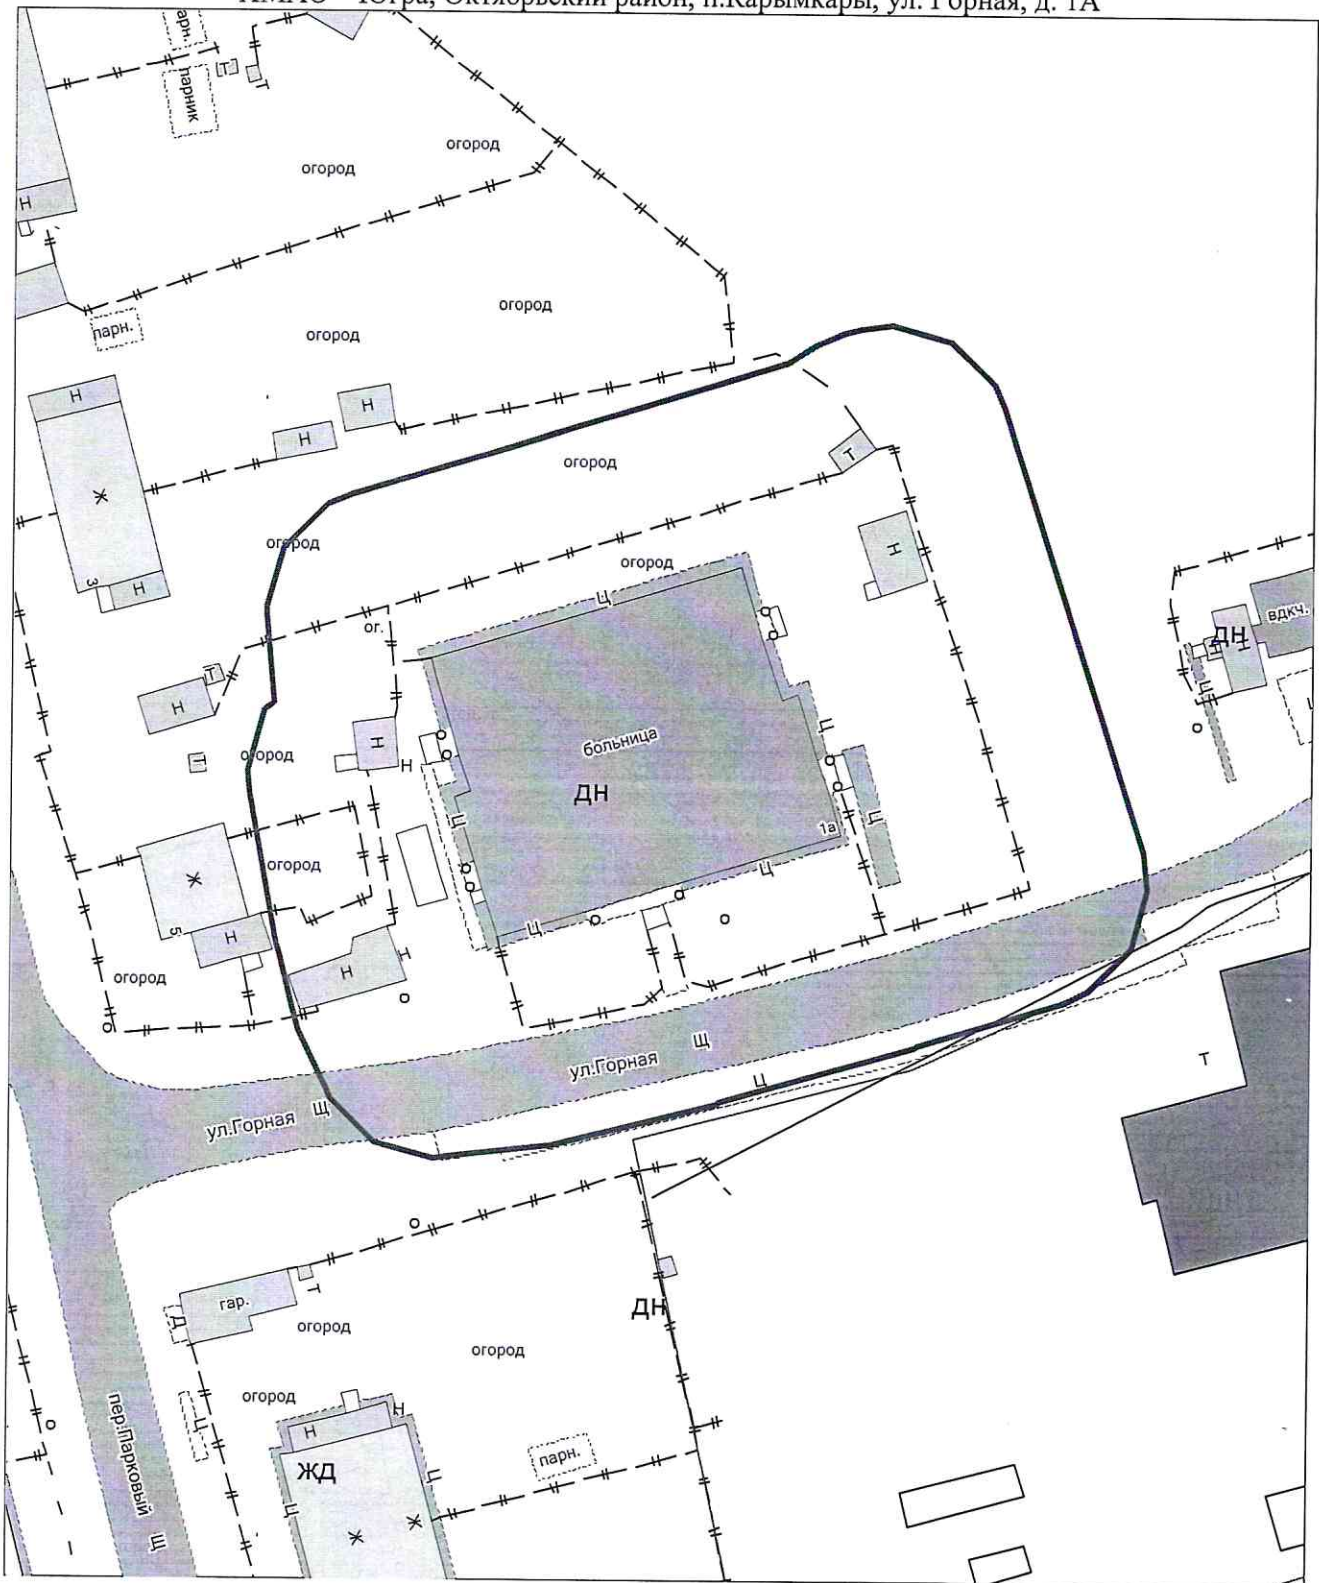 ХМАО - Югра, Октябрьский район, п.Карымкары, ул. Горная, д. 1А
парн.
Т
Т
парник
огород
огород
Н
огород
огород
парн.
Н
Н
Н
огород
Т
Ж
огород
огород
Н
3
Н
Ц
вдкч.
ДН
Н
Н
ог.
Т
Н
Ц
Ц
больница
Н
огород
Н
Т
ДН
1а
Ц
Ц
огород
Ц
Ж
5
Н
Ц
огород
Н
Н
ул.Горная Щ
Т
Ц
ул.Горная Щ
гар.
Т
Д
ДН
огород
огород
огород
Н
Н
Ц
пер.Парковый Щ
парн.
ЖД
Ц
Ц
Ж
Ж